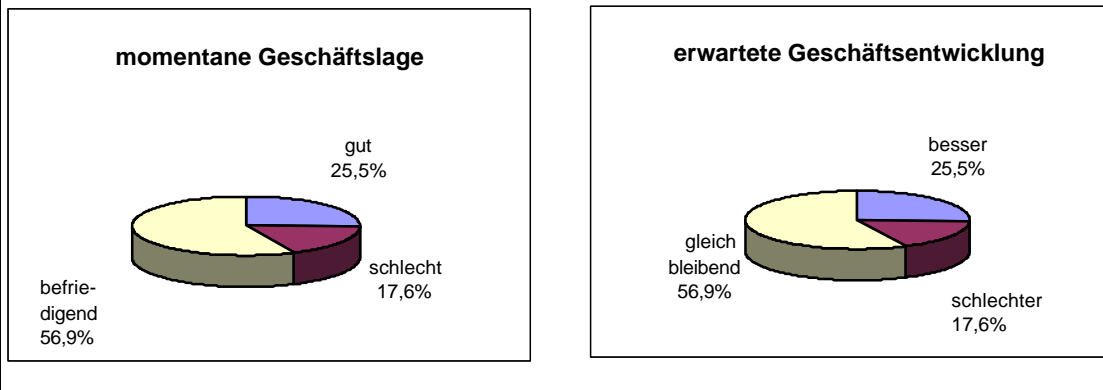 momentane Geschäftslage
gut
25,5%
schlecht
17,6%
befrie-
digend
56,9%
erwartete Geschäftsentwicklung
besser
25,5%
gleich
bleibend
56,9%
schlechter
17,6%